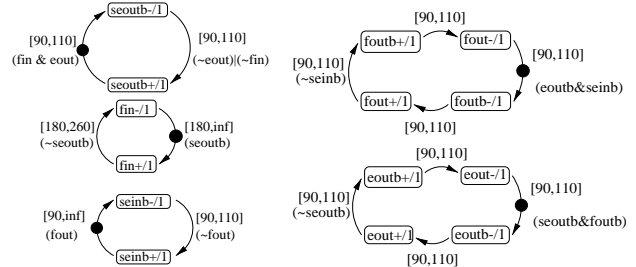 seoutb-/1
[90,110]
(fin & eout)
[90,110]
(~eout)|(~fin)
seoutb+/1
fin-/1
[180,260]
(~seoutb)
[180,inf]
(seoutb)
fin+/1
seinb-/1
[90,inf]
(fout)
[90,110]
(~fout)
seinb+/1
[90,110]
foutb+/1
fout-/1
[90,110]
(~seinb)
[90,110]
(eoutb&seinb)
fout+/1
foutb-/1
[90,110]
[90,110]
eoutb+/1
eout-/1
[90,110]
(~seoutb)
[90,110]
(seoutb&foutb)
eout+/1
eoutb-/1
[90,110]